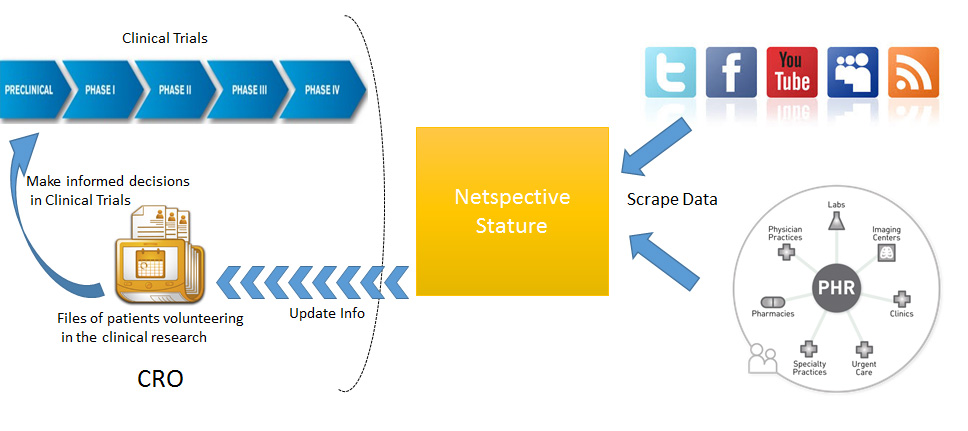 Clinical Trials
PRECLINICAL
PHASE I
PHASE II
PHASE III
PHASE IV
Make informed decisions
in Clinical Trials
Files of patients volunteering
in the clinical research
CRO
Update Info
Netspective
Stature
Scrape Data
t
f
You
Tube
Labs
Physician
Practices
Imaging
Centers
PHR
Pharmacies
Clinics
Specialty
Practices
Urgent
Care